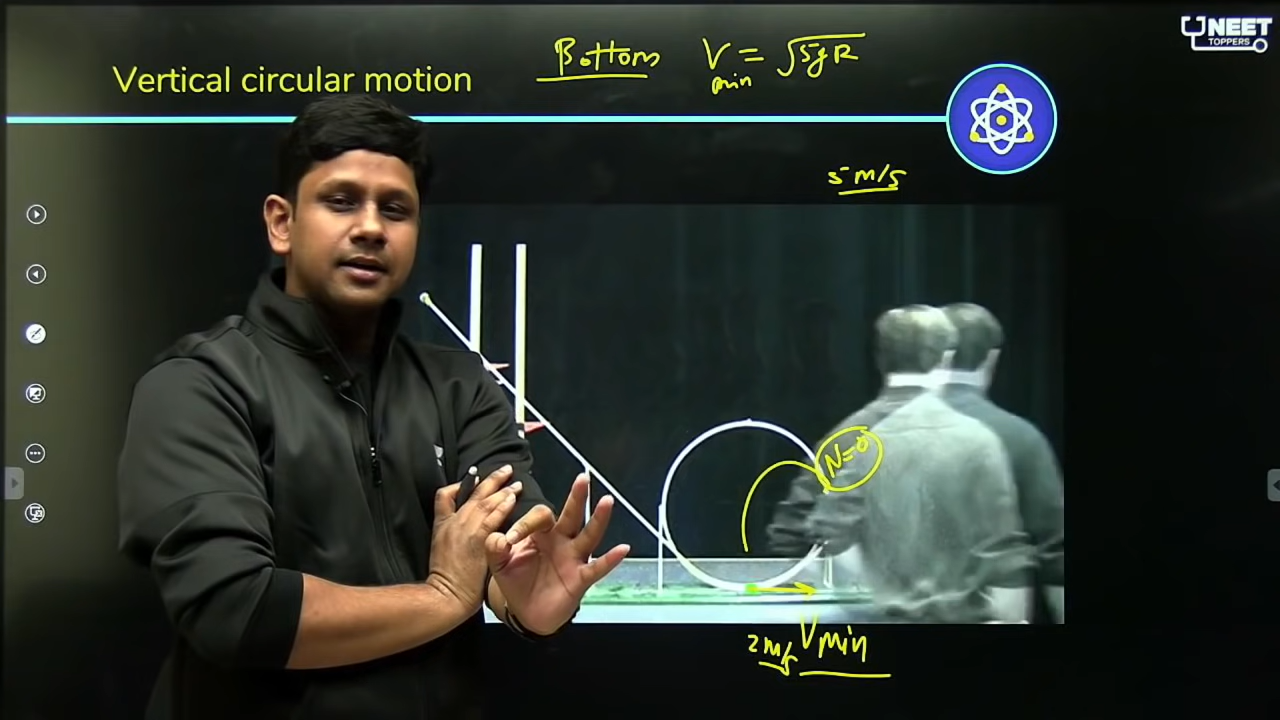 NEET
TOPPERS
Bottom V = √5gR
min
Vertical circular motion
5 m/s
N=0
2m/s Vmin